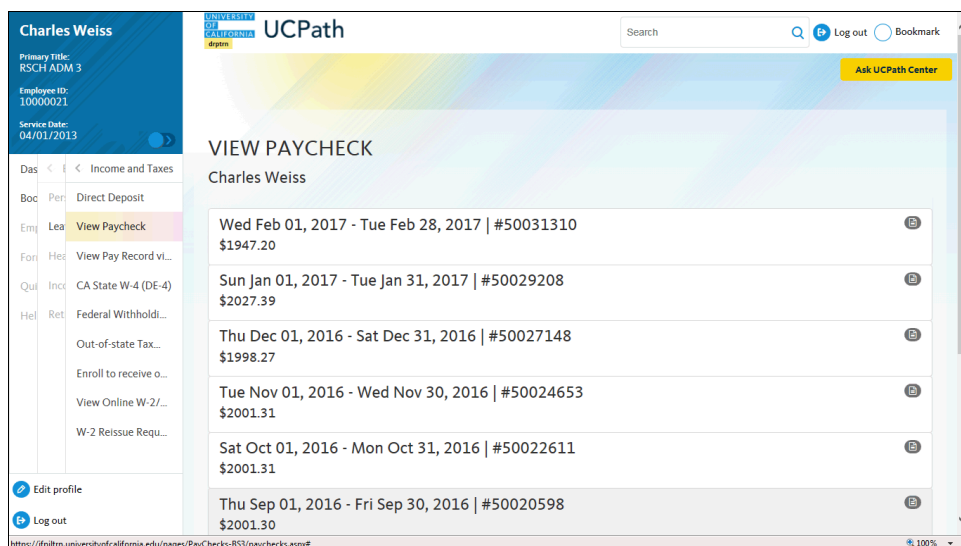 Charles Weiss
Primary Title:
RSCH ADM 3
Employee ID:
10000021
Service Date:
04/01/2013
UNIVERSITY
OF
CALIFORNIA
drptrn
UCPath
Search
Log out
Bookmark
Ask UCPath Center
Das
Boo
Emp
For
Qui
Hel
Per
Lea
Hea
Inco
Ret
Income and Taxes
Direct Deposit
View Paycheck
View Pay Record vi...
CA State W-4 (DE-4)
Federal Withholdi...
Out-of-state Tax...
Enroll to receive o...
View Online W-2/...
W-2 Reissue Requ...
Edit profile
Log out
VIEW PAYCHECK
Charles Weiss
Wed Feb 01, 2017 - Tue Feb 28, 2017 | #50031310
$1947.20
Sun Jan 01, 2017 - Tue Jan 31, 2017 | #50029208
$2027.39
Thu Dec 01, 2016 - Sat Dec 31, 2016 | #50027148
$1998.27
Tue Nov 01, 2016 - Wed Nov 30, 2016 | #50024653
$2001.31
Sat Oct 01, 2016 - Mon Oct 31, 2016 | #50022611
$2001.31
Thu Sep 01, 2016 - Fri Sep 30, 2016 | #50020598
$2001.30
100%